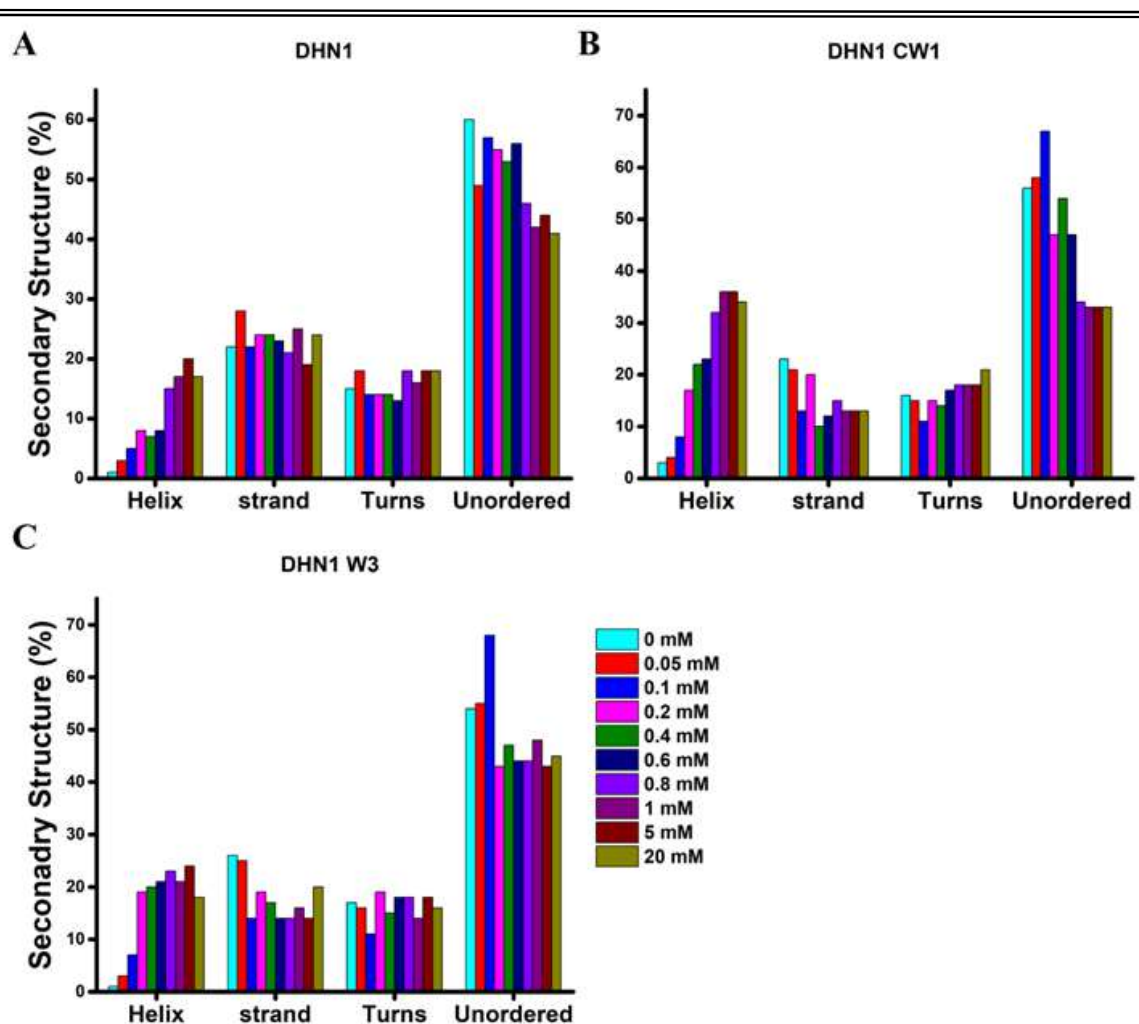 A
DHN1
Secondary Structure (%)
60
50
40
30
20
10
0
Helix strand Turns Unordered
B
DHN1 CW1
70
60
50
40
30
20
10
0
Helix strand Turns Unordered
C
DHN1 W3
Seconadry Structure (%)
70
60
50
40
30
20
10
0
Helix strand Turns Unordered
0 mM
0.05 mM
0.1 mM
0.2 mM
0.4 mM
0.6 mM
0.8 mM
1 mM
5 mM
20 mM